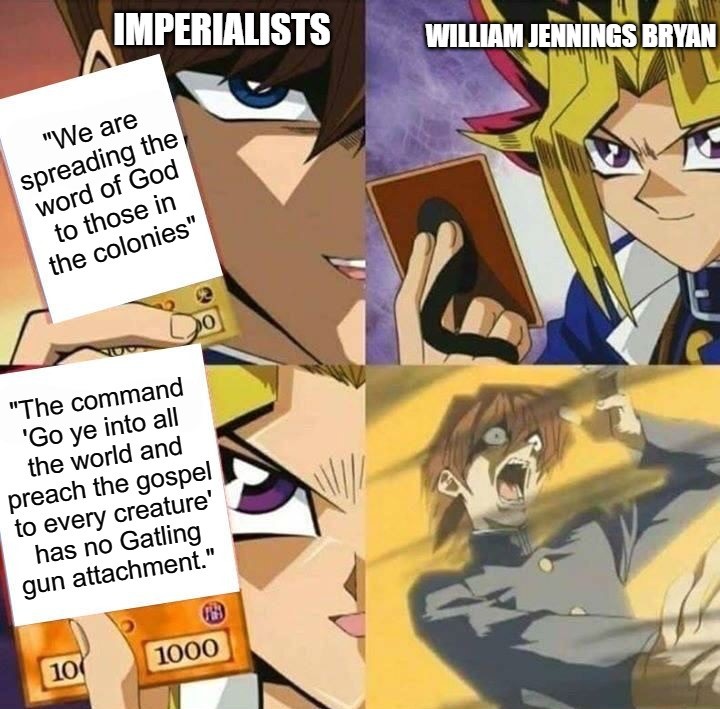 IMPERIALISTS
WILLIAM JENNINGS BRYAN
"We are
spreading the
word of God
to those in
the colonies"
"The command
'Go ye into all
the world and
preach the gospel
to every creature'
has no Gatling
gun attachment."
1000